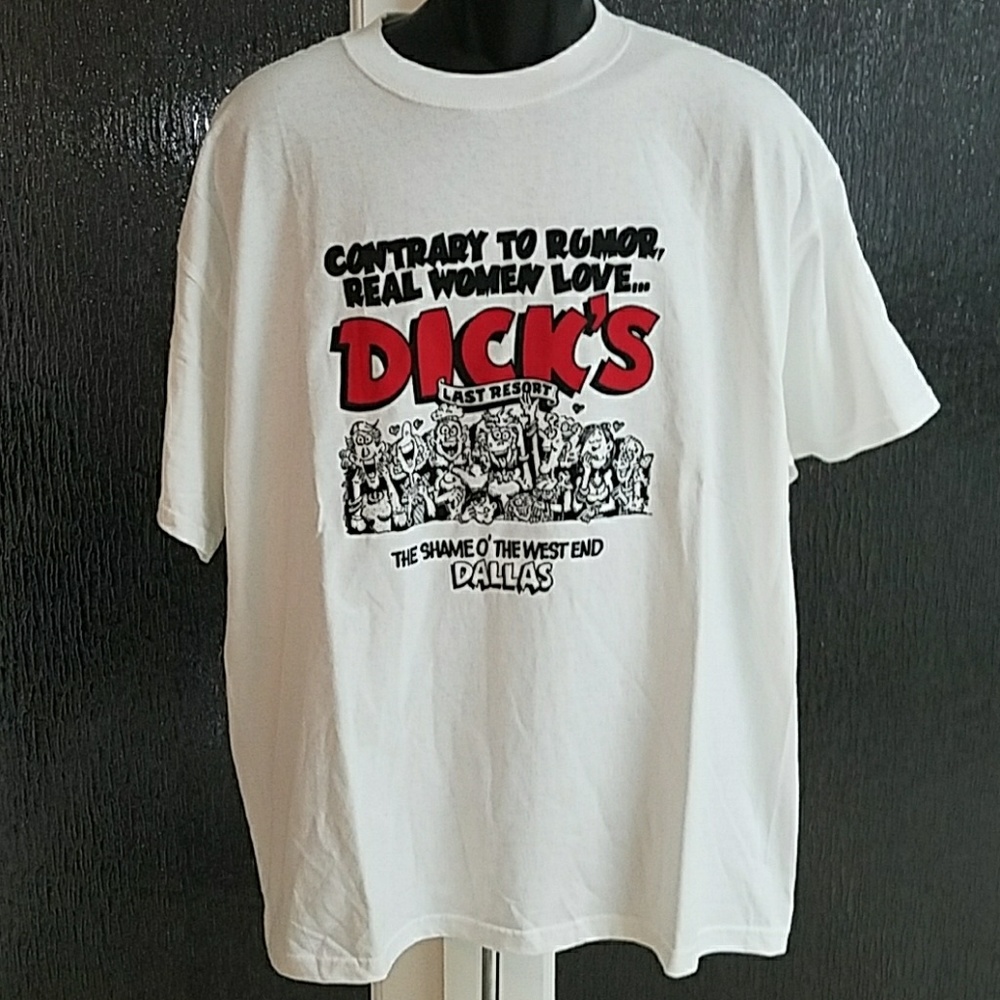 CONTRARY TO RUMOR,
REAL WOMEN LOVE...
DICK'S
LAST RESORT
THE SHAME O' THE WEST END
DALLAS